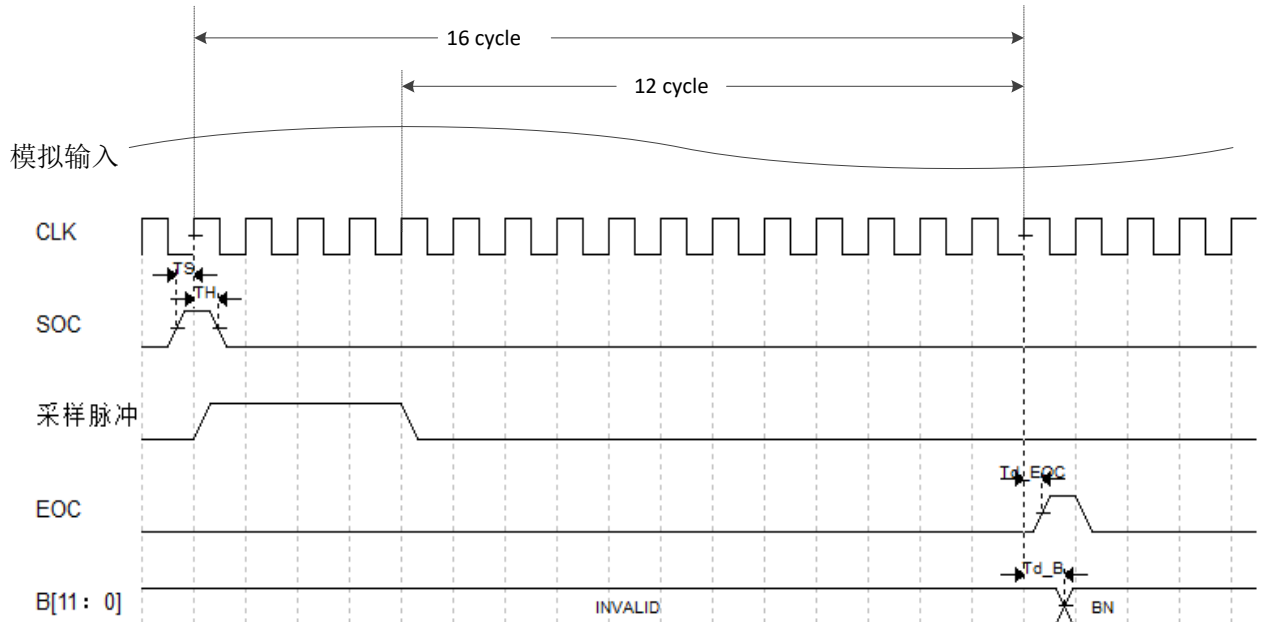 16 cycle
12 cycle
模拟输入
CLK
TS
TH
SOC
采样脉冲
Td_EOC
EOC
Td_B
B[11：0]
INVALID
BN